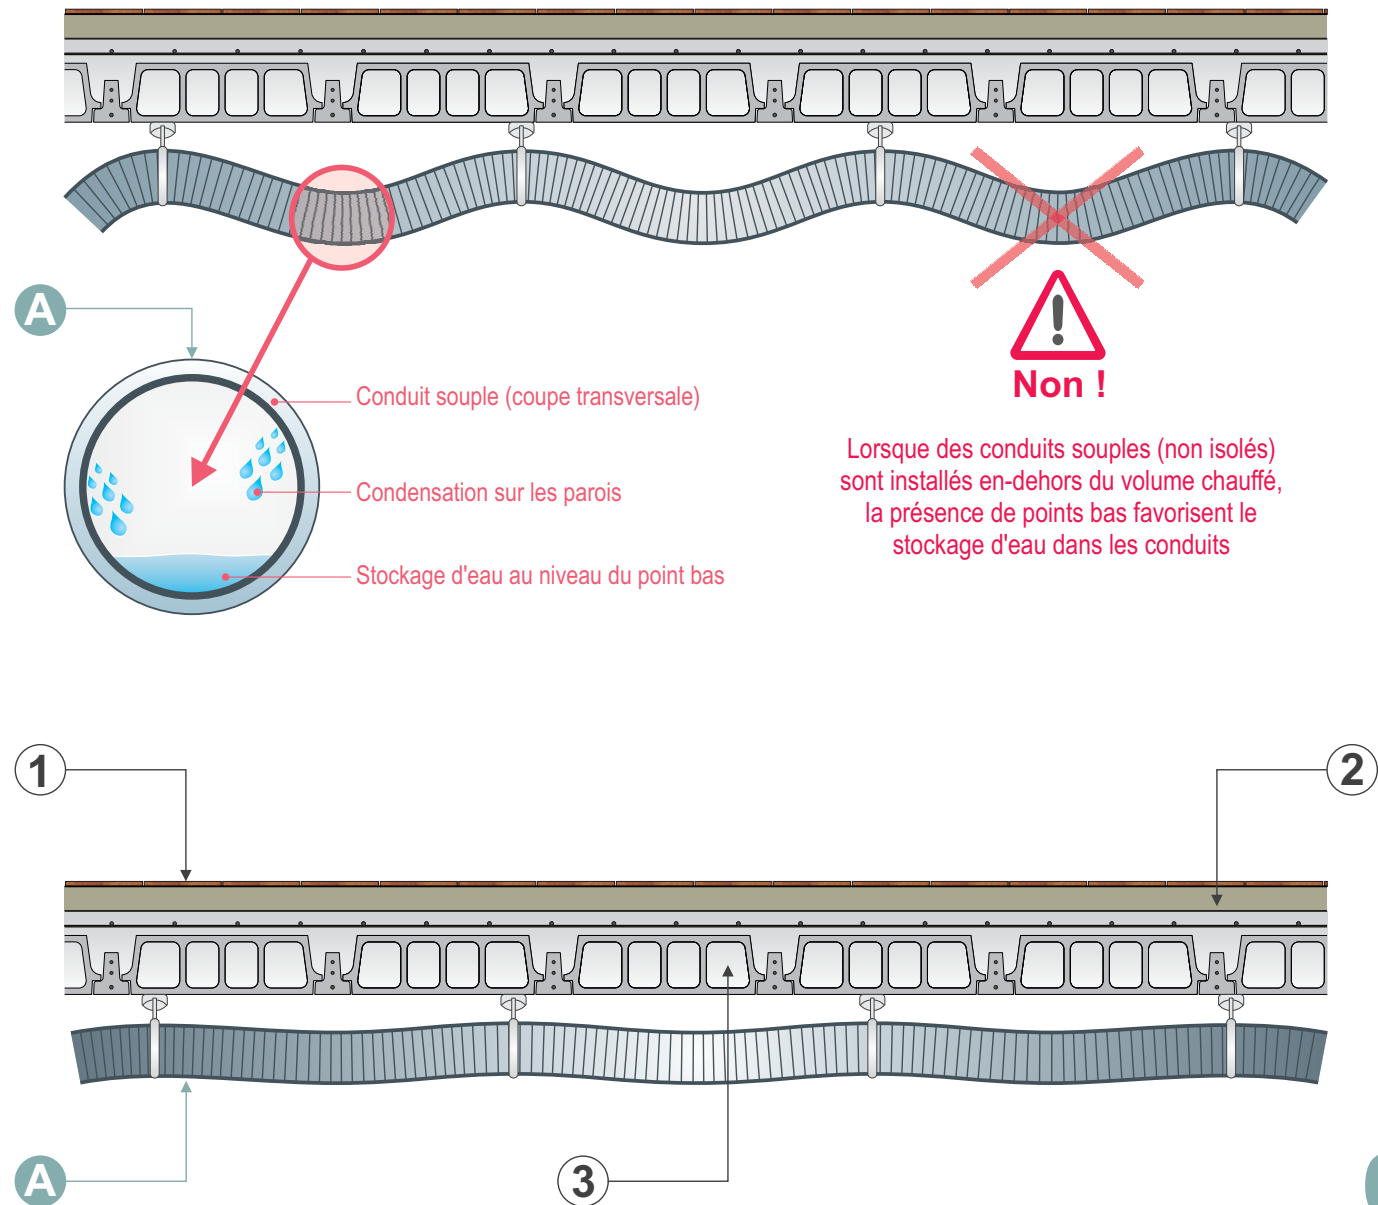 A
Conduit souple (coupe transversale)
Condensation sur les parois
Stockage d'eau au niveau du point bas
Non !
Lorsque des conduits souples (non isolés)
sont installés en-dehors du volume chauffé,
la présence de points bas favorisent le
stockage d'eau dans les conduits
1
2
A
3